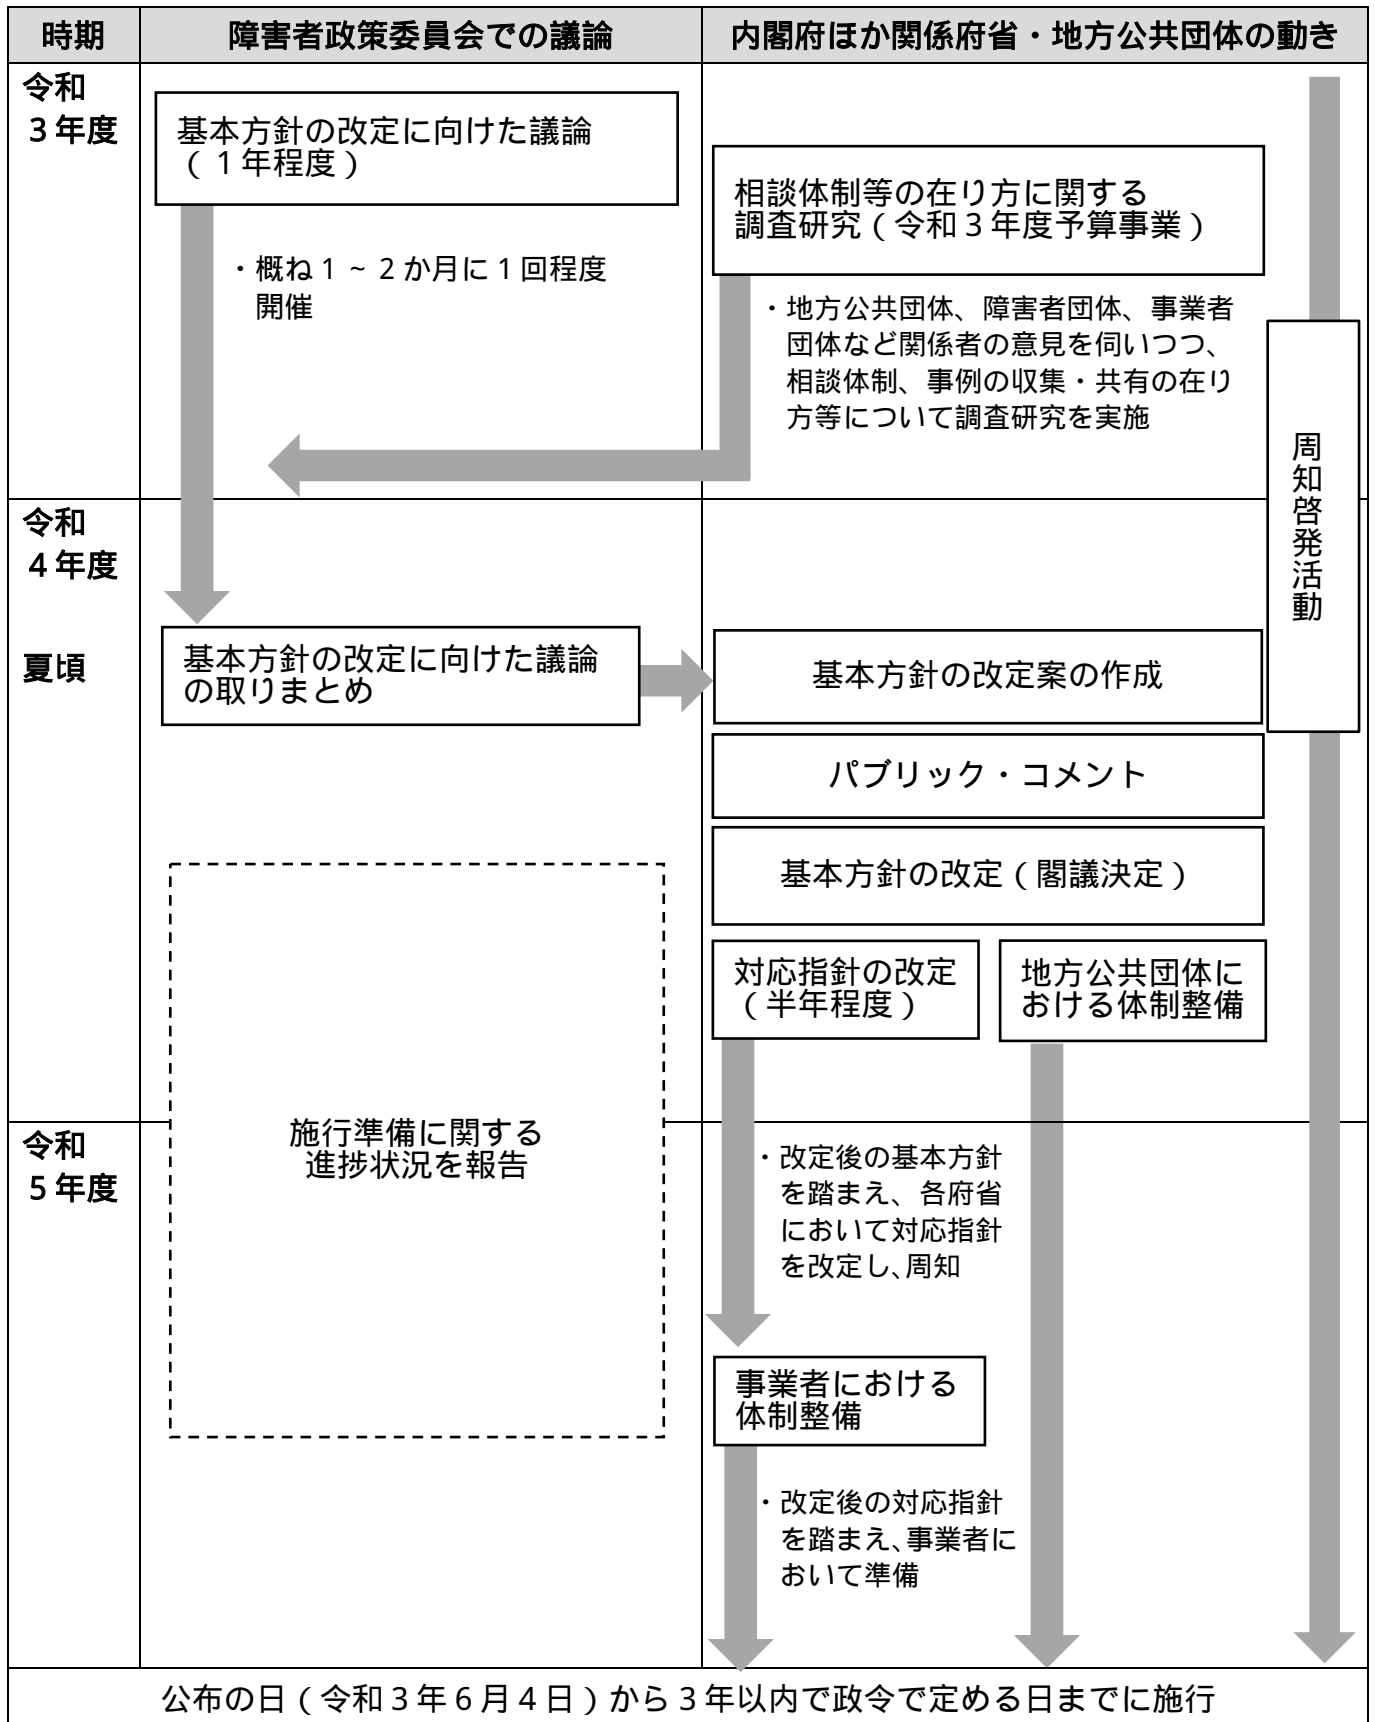 時期
障害者政策委員会での議論
内閣府ほか関係府省・地方公共団体の動き
令和
３年度
基本方針の改定に向けた議論
（１年程度）
・概ね１～２か月に１回程度
開催
相談体制等の在り方に関する
調査研究（令和３年度予算事業）
・地方公共団体、障害者団体、事業者
団体など関係者の意見を伺いつつ、
相談体制、事例の収集・共有の在り
方等について調査研究を実施
周知啓発活動
令和
４年度
夏頃
基本方針の改定に向けた議論
の取りまとめ
基本方針の改定案の作成
パブリック・コメント
基本方針の改定（閣議決定）
対応指針の改定
（半年程度）
地方公共団体に
おける体制整備
施行準備に関する
進捗状況を報告
令和
５年度
・改定後の基本方針
を踏まえ、各府省
において対応指針
を改定し、周知
事業者における
体制整備
・改定後の対応指針
を踏まえ、事業者に
おいて準備
公布の日（令和３年６月４日）から３年以内で政令で定める日までに施行